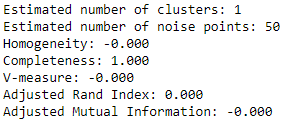 Estimated number of clusters: 1
Estimated number of noise points: 50
Homogeneity: -0.000
Completeness: 1.000
V-measure: -0.000
Adjusted Rand Index: 0.000
Adjusted Mutual Information: -0.000